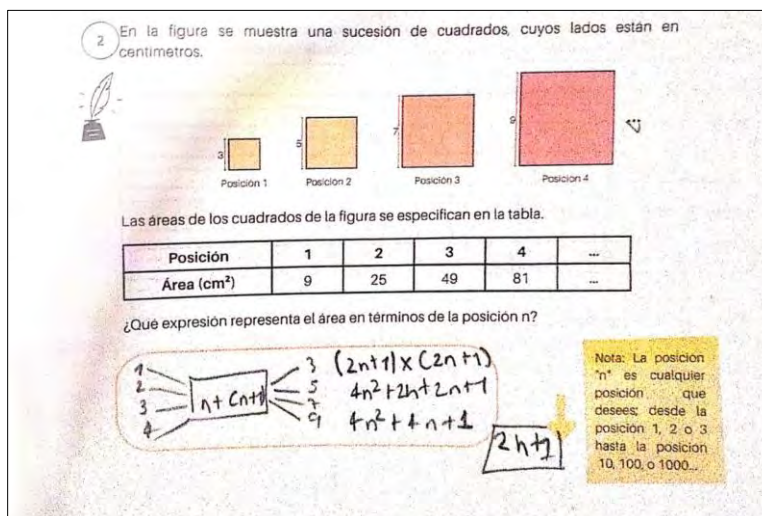 2 En la figura se muestra una sucesión de cuadrados, cuyos lados están en
centímetros.
3 5 7 9
Posición 1 Posición 2 Posición 3 Posición 4
Las áreas de los cuadrados de la figura se especifican en la tabla.
Posición 1 2 3 4 ...
Área (cm²) 9 25 49 81 ...
¿Qué expresión representa el área en términos de la posición n?
1 3 (2n+1)×(2n+1)
2 n+(n+1) 5 4n²+2n+2n+1
3 7
4 9 4n²+4n+1
2n+1
Nota: La posición
"n" es cualquier
posición que
desees; desde la
posición 1, 2 o 3
hasta la posición
10, 100, o 1000...